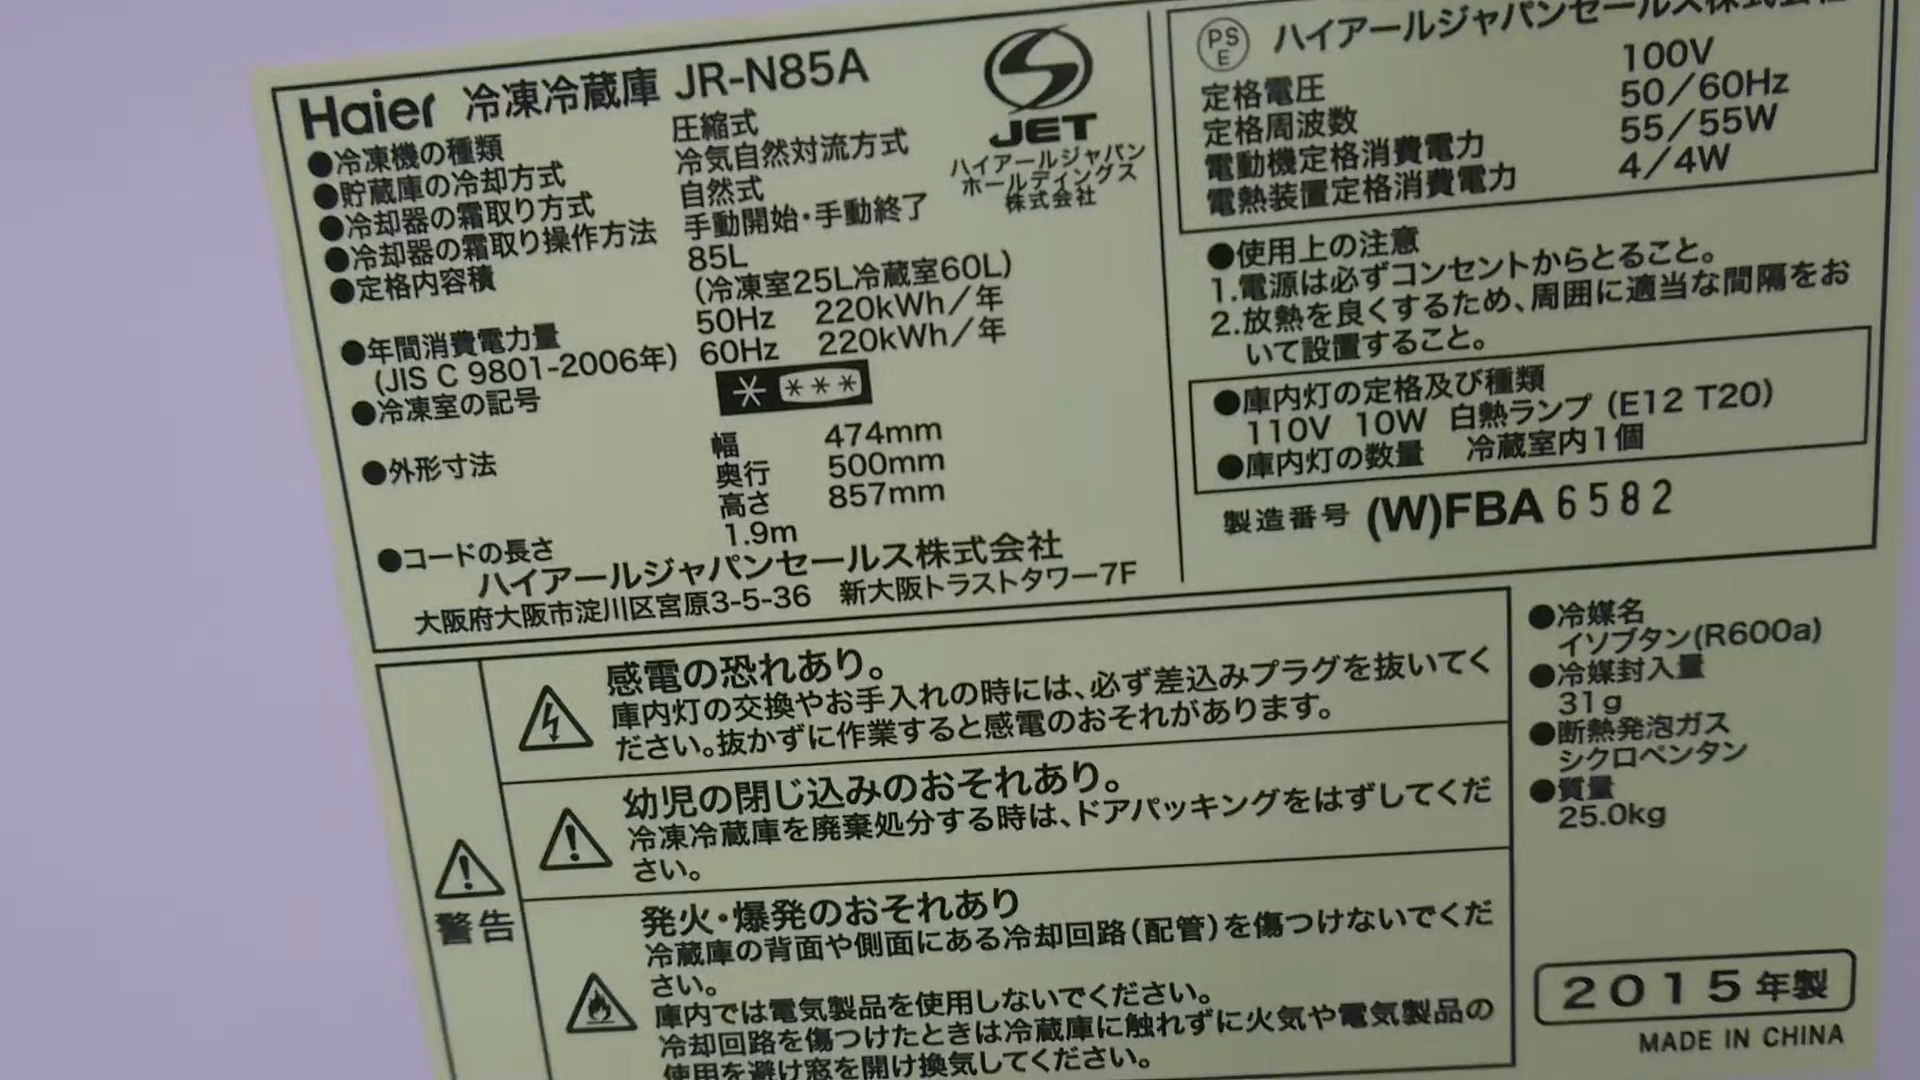 Haier 冷凍冷蔵庫 JR-N85A
●冷凍機の種類 圧縮式
●貯蔵庫の冷却方式 冷気自然対流方式
●冷却器の霜取り方式 自然式
●冷却器の霜取り操作方法 手動開始・手動終了
●定格内容積 85L
(冷凍室25L冷蔵室60L)
●年間消費電力量 50Hz 220kWh/年
(JIS C 9801-2006年) 60Hz 220kWh/年
●冷凍室の記号 * ***
●外形寸法 幅 474mm
奥行 500mm
高さ 857mm
●コードの長さ 1.9m
ハイアールジャパンセールス株式会社
大阪府大阪市淀川区宮原3-5-36 新大阪トラストタワー7F
JET
ハイアールジャパン
ホールディングス
株式会社
PS
E
ハイアールジャパンセールス株式会社
定格電圧 100V
定格周波数 50/60Hz
電動機定格消費電力 55/55W
電熱装置定格消費電力 4/4W
●使用上の注意
1.電源は必ずコンセントからとること。
2.放熱を良くするため、周囲に適当な間隔をお
いて設置すること。
●庫内灯の定格及び種類
110V 10W 白熱ランプ (E12 T20)
●庫内灯の数量 冷蔵室内1個
製造番号 (W)FBA 6582
警告
感電の恐れあり。
庫内灯の交換やお手入れの時には、必ず差込みプラグを抜いてく
ださい。抜かずに作業すると感電のおそれがあります。
幼児の閉じ込みのおそれあり。
冷凍冷蔵庫を廃棄処分する時は、ドアパッキングをはずしてくだ
さい。
発火・爆発のおそれあり
冷蔵庫の背面や側面にある冷却回路(配管)を傷つけないでくだ
さい。
庫内では電気製品を使用しないでください。
冷却回路を傷つけたときは冷蔵庫に触れずに火気や電気製品の
使用を避け窓を開け換気してください。
●冷媒名
イソブタン(R600a)
●冷媒封入量
31g
●断熱発泡ガス
シクロペンタン
●質量
25.0kg
2015年製
MADE IN CHINA